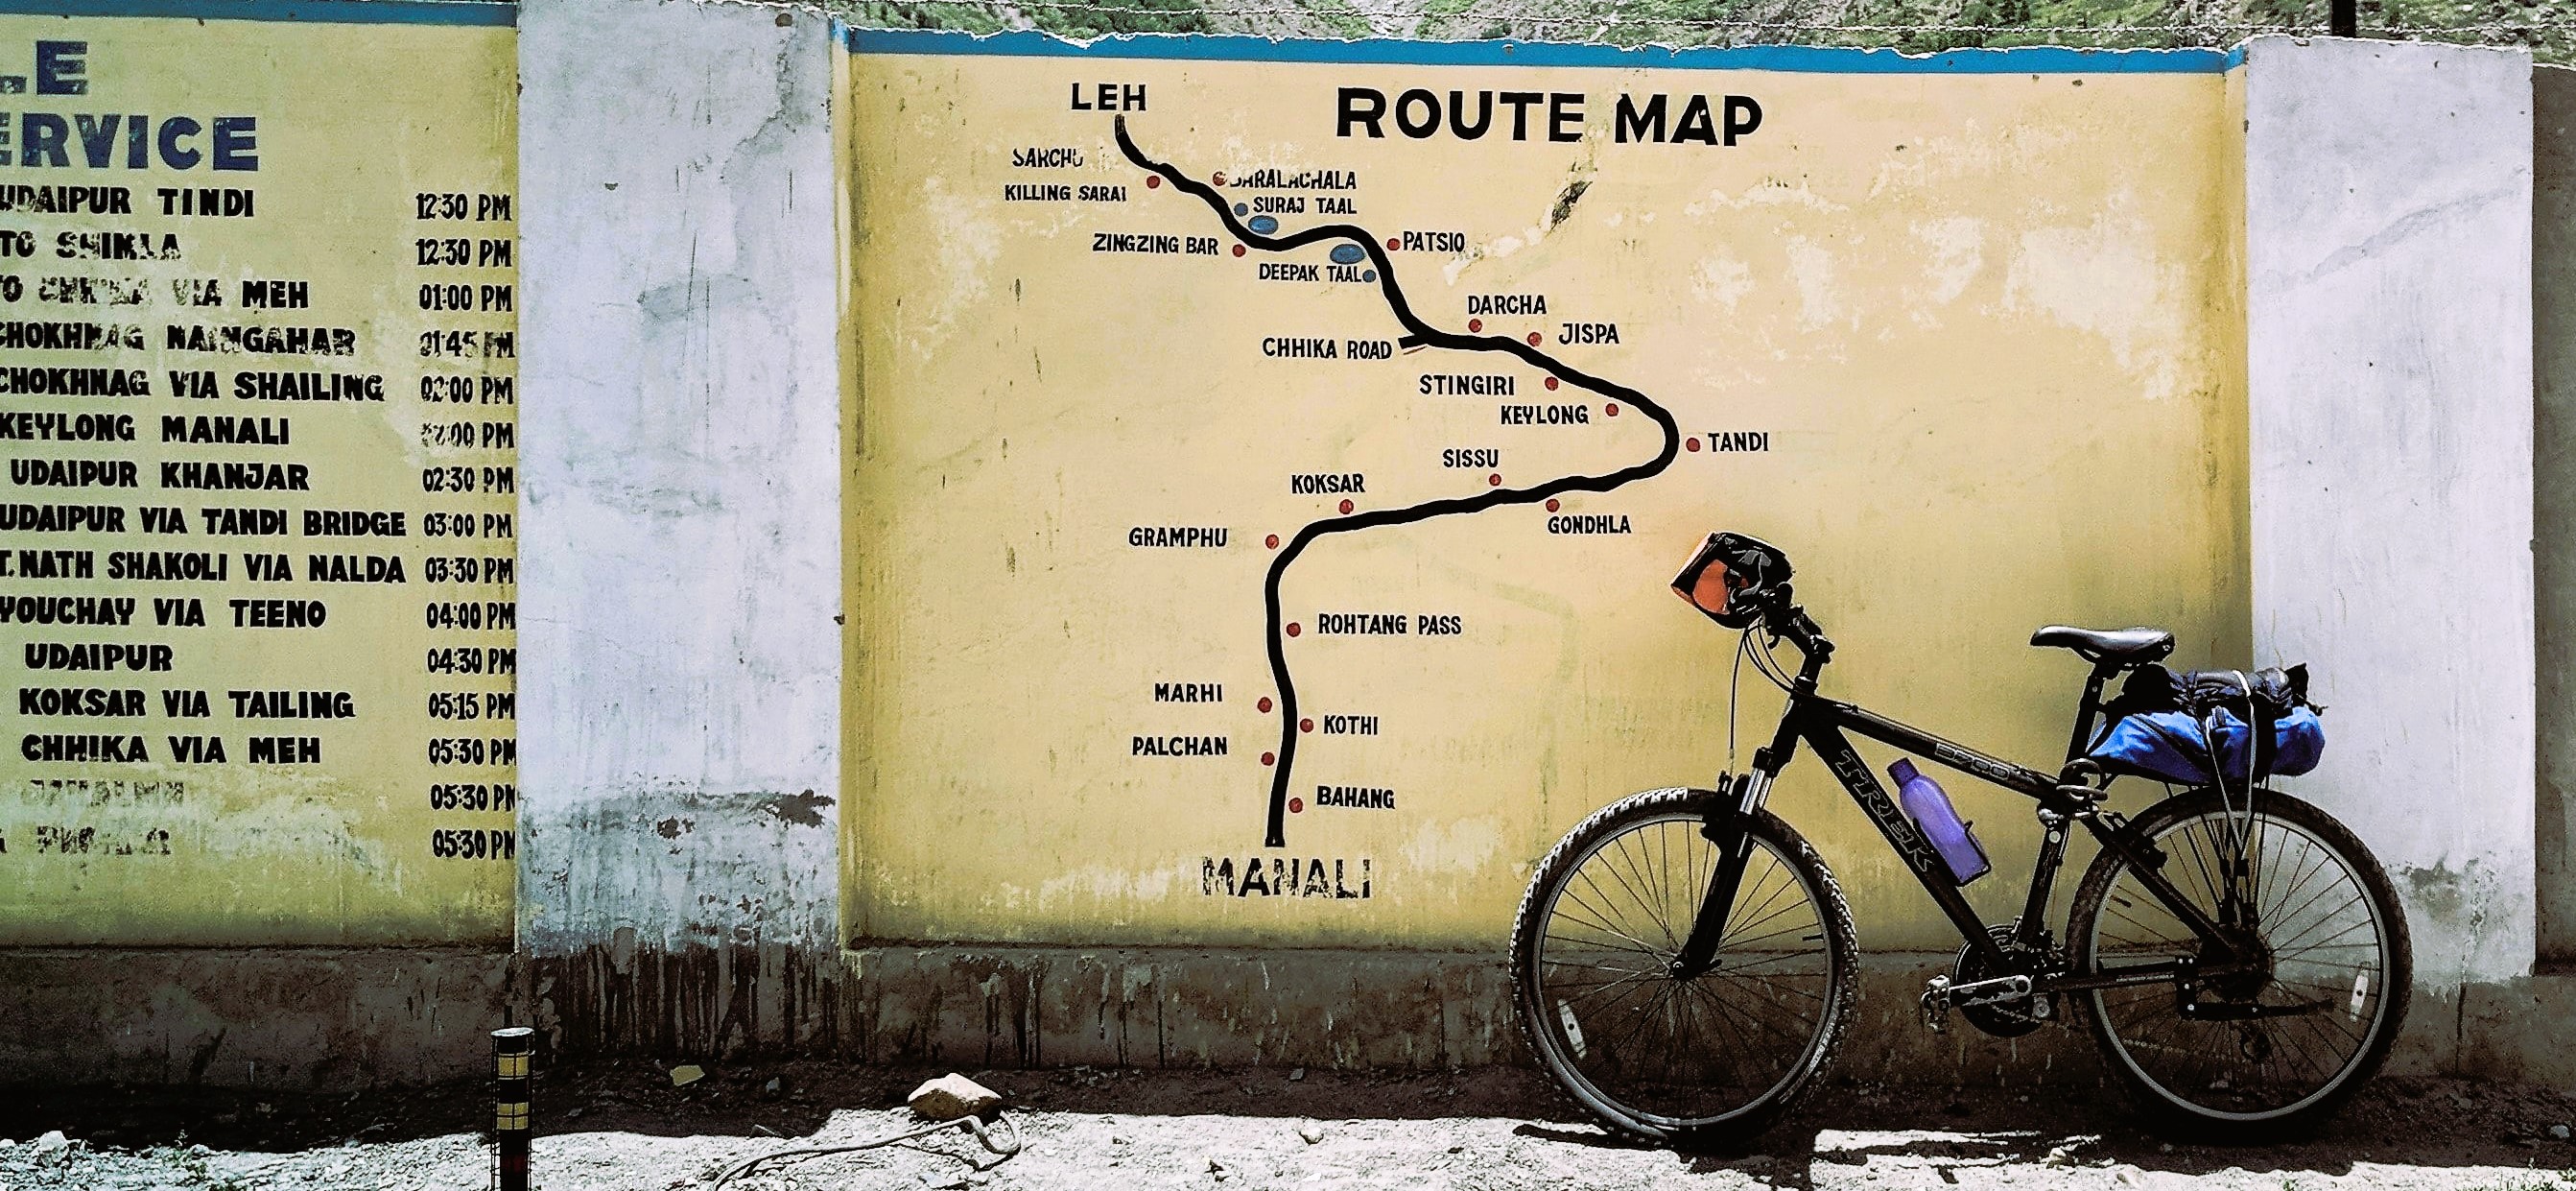 LE
ERVICE
UDAIPUR TINDI 12:30 PM
TO SHIMLA 12:30 PM
TO CHHIKA VIA MEH 01:00 PM
CHOKHNAG NAINGAHAR 01:45 PM
CHOKHNAG VIA SHAILING 02:00 PM
KEYLONG MANALI PM
UDAIPUR KHANJAR 02:30 PM
UDAIPUR VIA TANDI BRIDGE 03:00 PM
T.NATH SHAKOLI VIA NALDA 03:30 PM
YOUCHAY VIA TEENO 04:00 PM
UDAIPUR 04:30 PM
KOKSAR VIA TAILING 05:15 PM
CHHIKA VIA MEH 05:30 PM
05:30 PM
05:30 PM
ROUTE MAP
LEH
SARCHU
KILLING SARAI
BARALACHALA
SURAJ TAAL
ZINGZING BAR
PATSIO
DEEPAK TAAL
DARCHA
JISPA
CHHIKA ROAD
STINGIRI
KEYLONG
TANDI
SISSU
KOKSAR
GONDHLA
GRAMPHU
ROHTANG PASS
MARHI
KOTHI
PALCHAN
BAHANG
MANALI
TREK